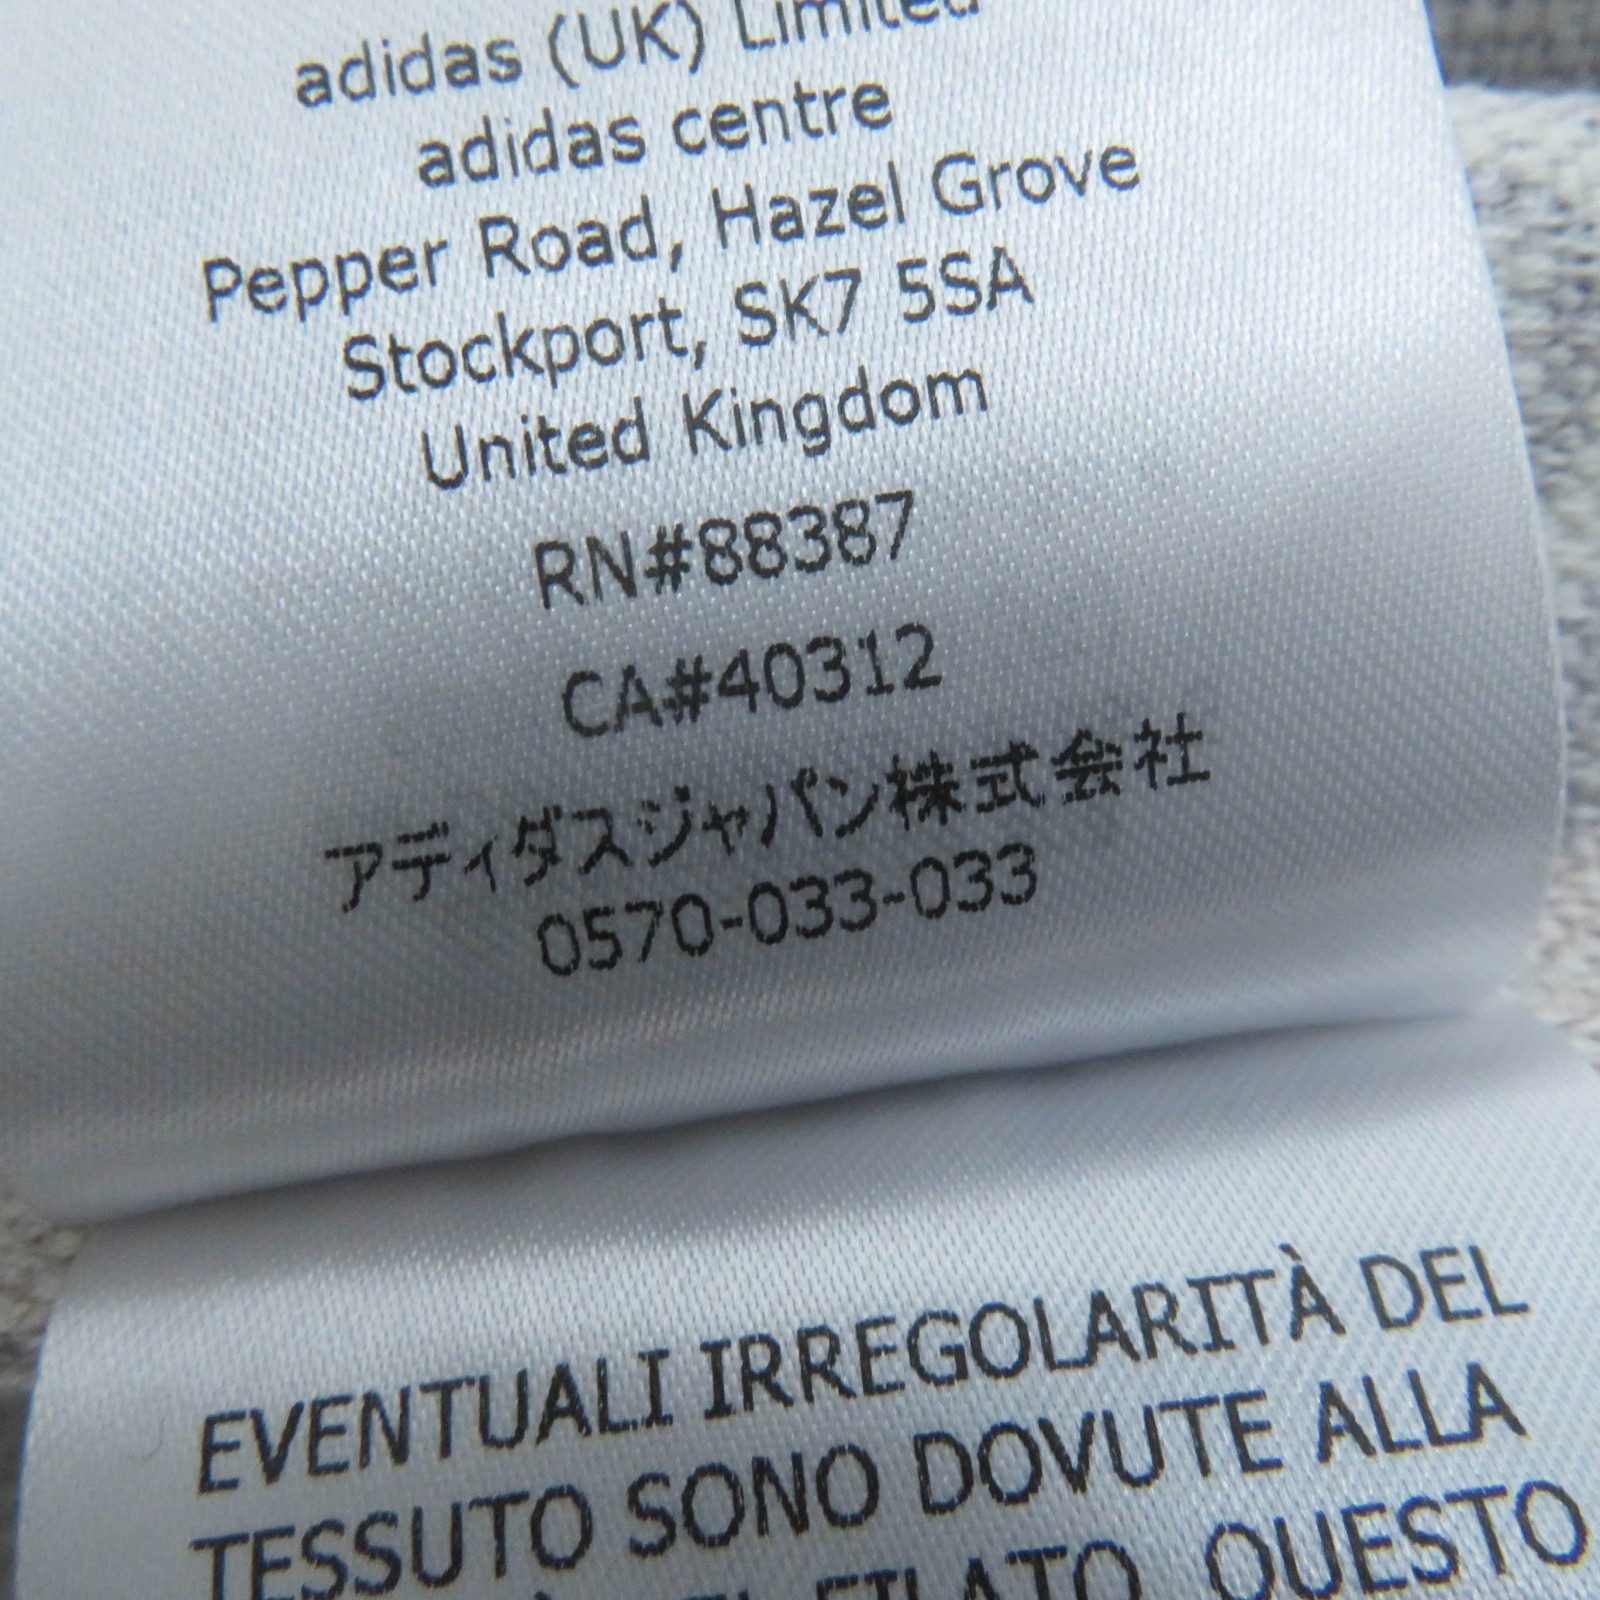 adidas (UK) Limited
adidas centre
Pepper Road, Hazel Grove
Stockport, SK7 5SA
United Kingdom
RN#88387
CA#40312
アディダスジャパン株式会社
0570-033-033
EVENTUALI IRREGOLARITÀ DEL
TESSUTO SONO DOVUTE ALLA
FILATO. QUESTO